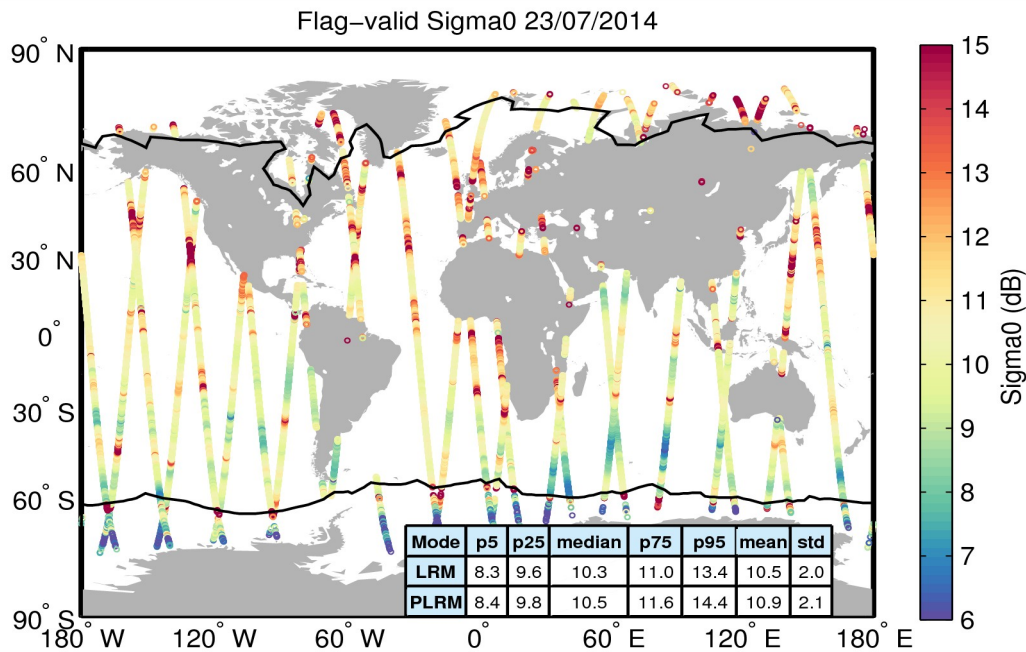 Flag−valid Sigma0 23/07/2014
90° N
60° N
30° N
0°
30° S
60° S
90° S
180° W
120° W
60° W
0°
60° E
120° E
180° E
Mode p5 p25 median p75 p95 mean std
LRM 8.3 9.6 10.3 11.0 13.4 10.5 2.0
PLRM 8.4 9.8 10.5 11.6 14.4 10.9 2.1
15
14
13
12
11
10
9
8
7
6
Sigma0 (dB)